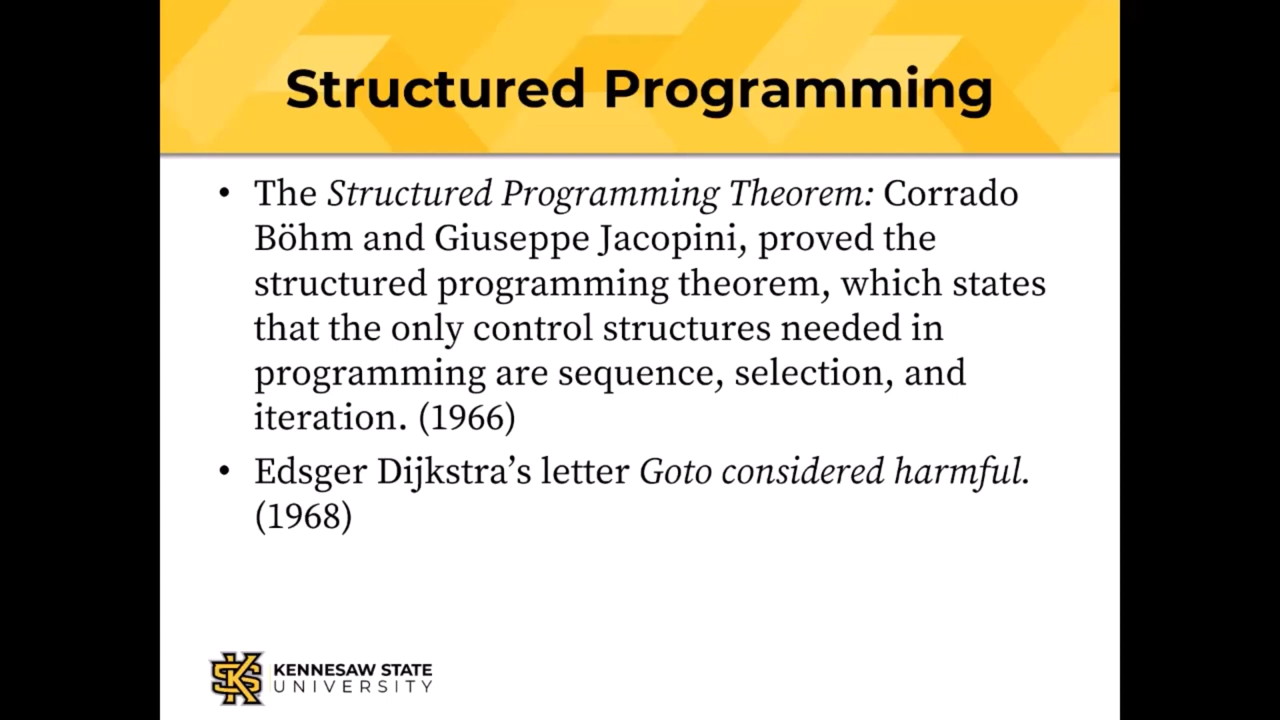 Structured Programming
• The Structured Programming Theorem: Corrado
Böhm and Giuseppe Jacopini, proved the
structured programming theorem, which states
that the only control structures needed in
programming are sequence, selection, and
iteration. (1966)
• Edsger Dijkstra’s letter Goto considered harmful.
(1968)
KENNESAW STATE
UNIVERSITY